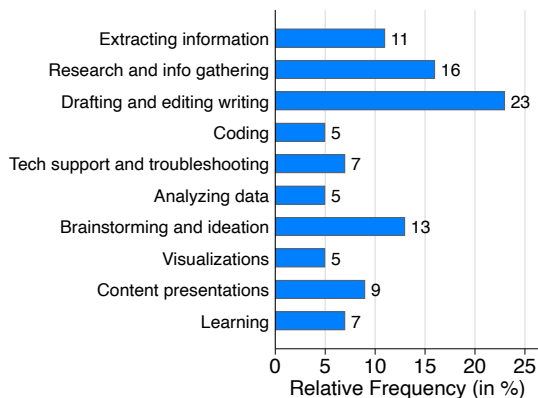 Extracting information 11
Research and info gathering 16
Drafting and editing writing 23
Coding 5
Tech support and troubleshooting 7
Analyzing data 5
Brainstorming and ideation 13
Visualizations 5
Content presentations 9
Learning 7
0 5 10 15 20 25
Relative Frequency (in %)